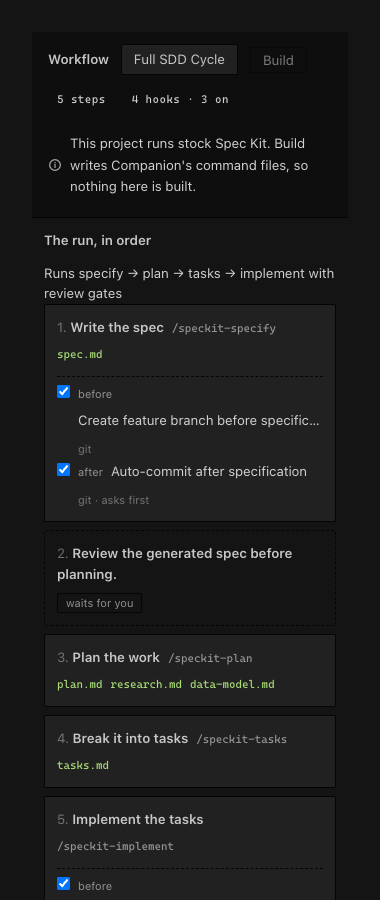 Workflow Full SDD Cycle Build
5 steps 4 hooks · 3 on
This project runs stock Spec Kit. Build
writes Companion's command files, so
nothing here is built.
The run, in order
Runs specify → plan → tasks → implement with
review gates
1. Write the spec /speckit-specify
spec.md
before
Create feature branch before specific...
git
after Auto-commit after specification
git · asks first
2. Review the generated spec before
planning.
waits for you
3. Plan the work /speckit-plan
plan.md research.md data-model.md
4. Break it into tasks /speckit-tasks
tasks.md
5. Implement the tasks
/speckit-implement
before